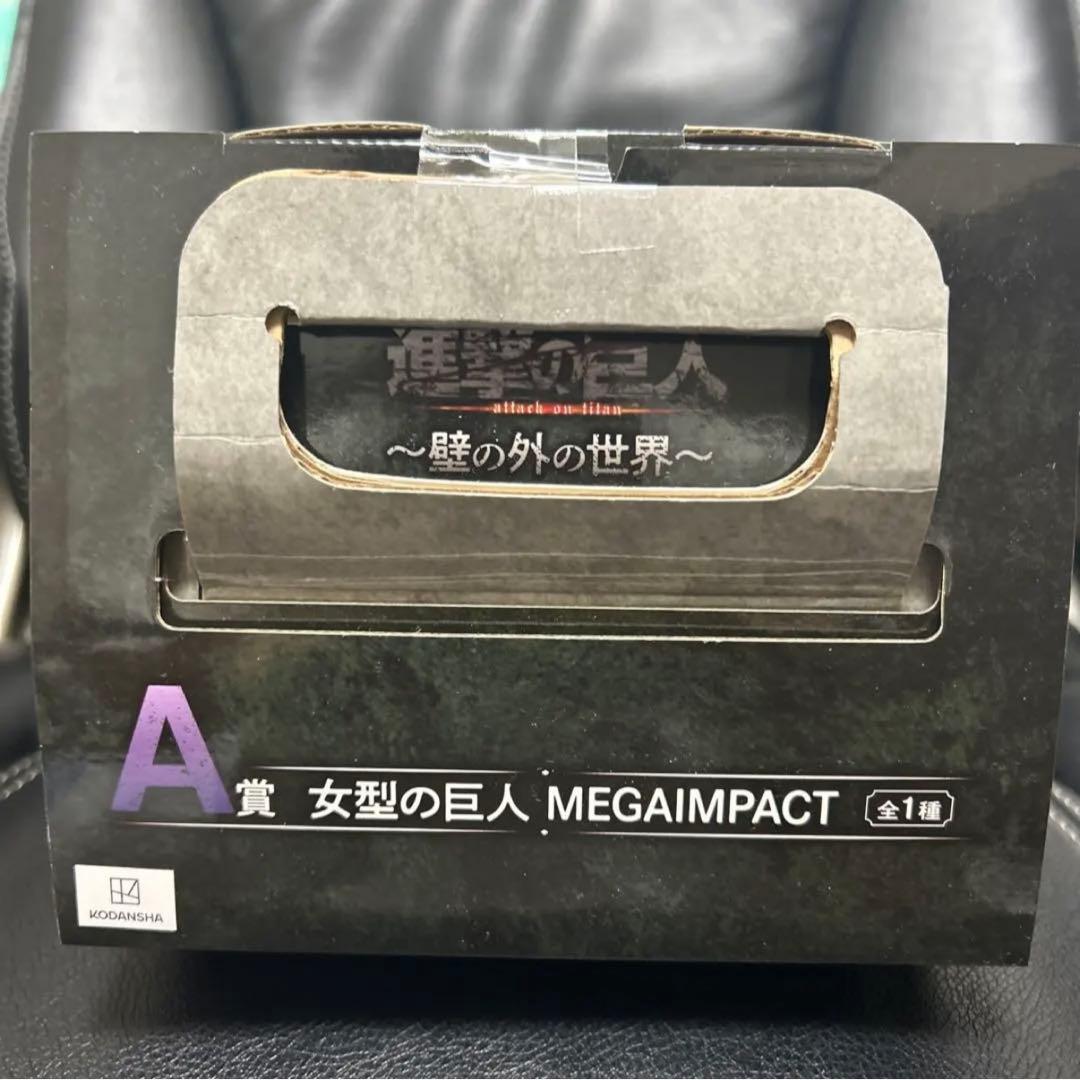 進撃の巨人
attack on titan
～壁の外の世界～
A賞 女型の巨人 MEGAIMPACT 全1種
KODANSHA